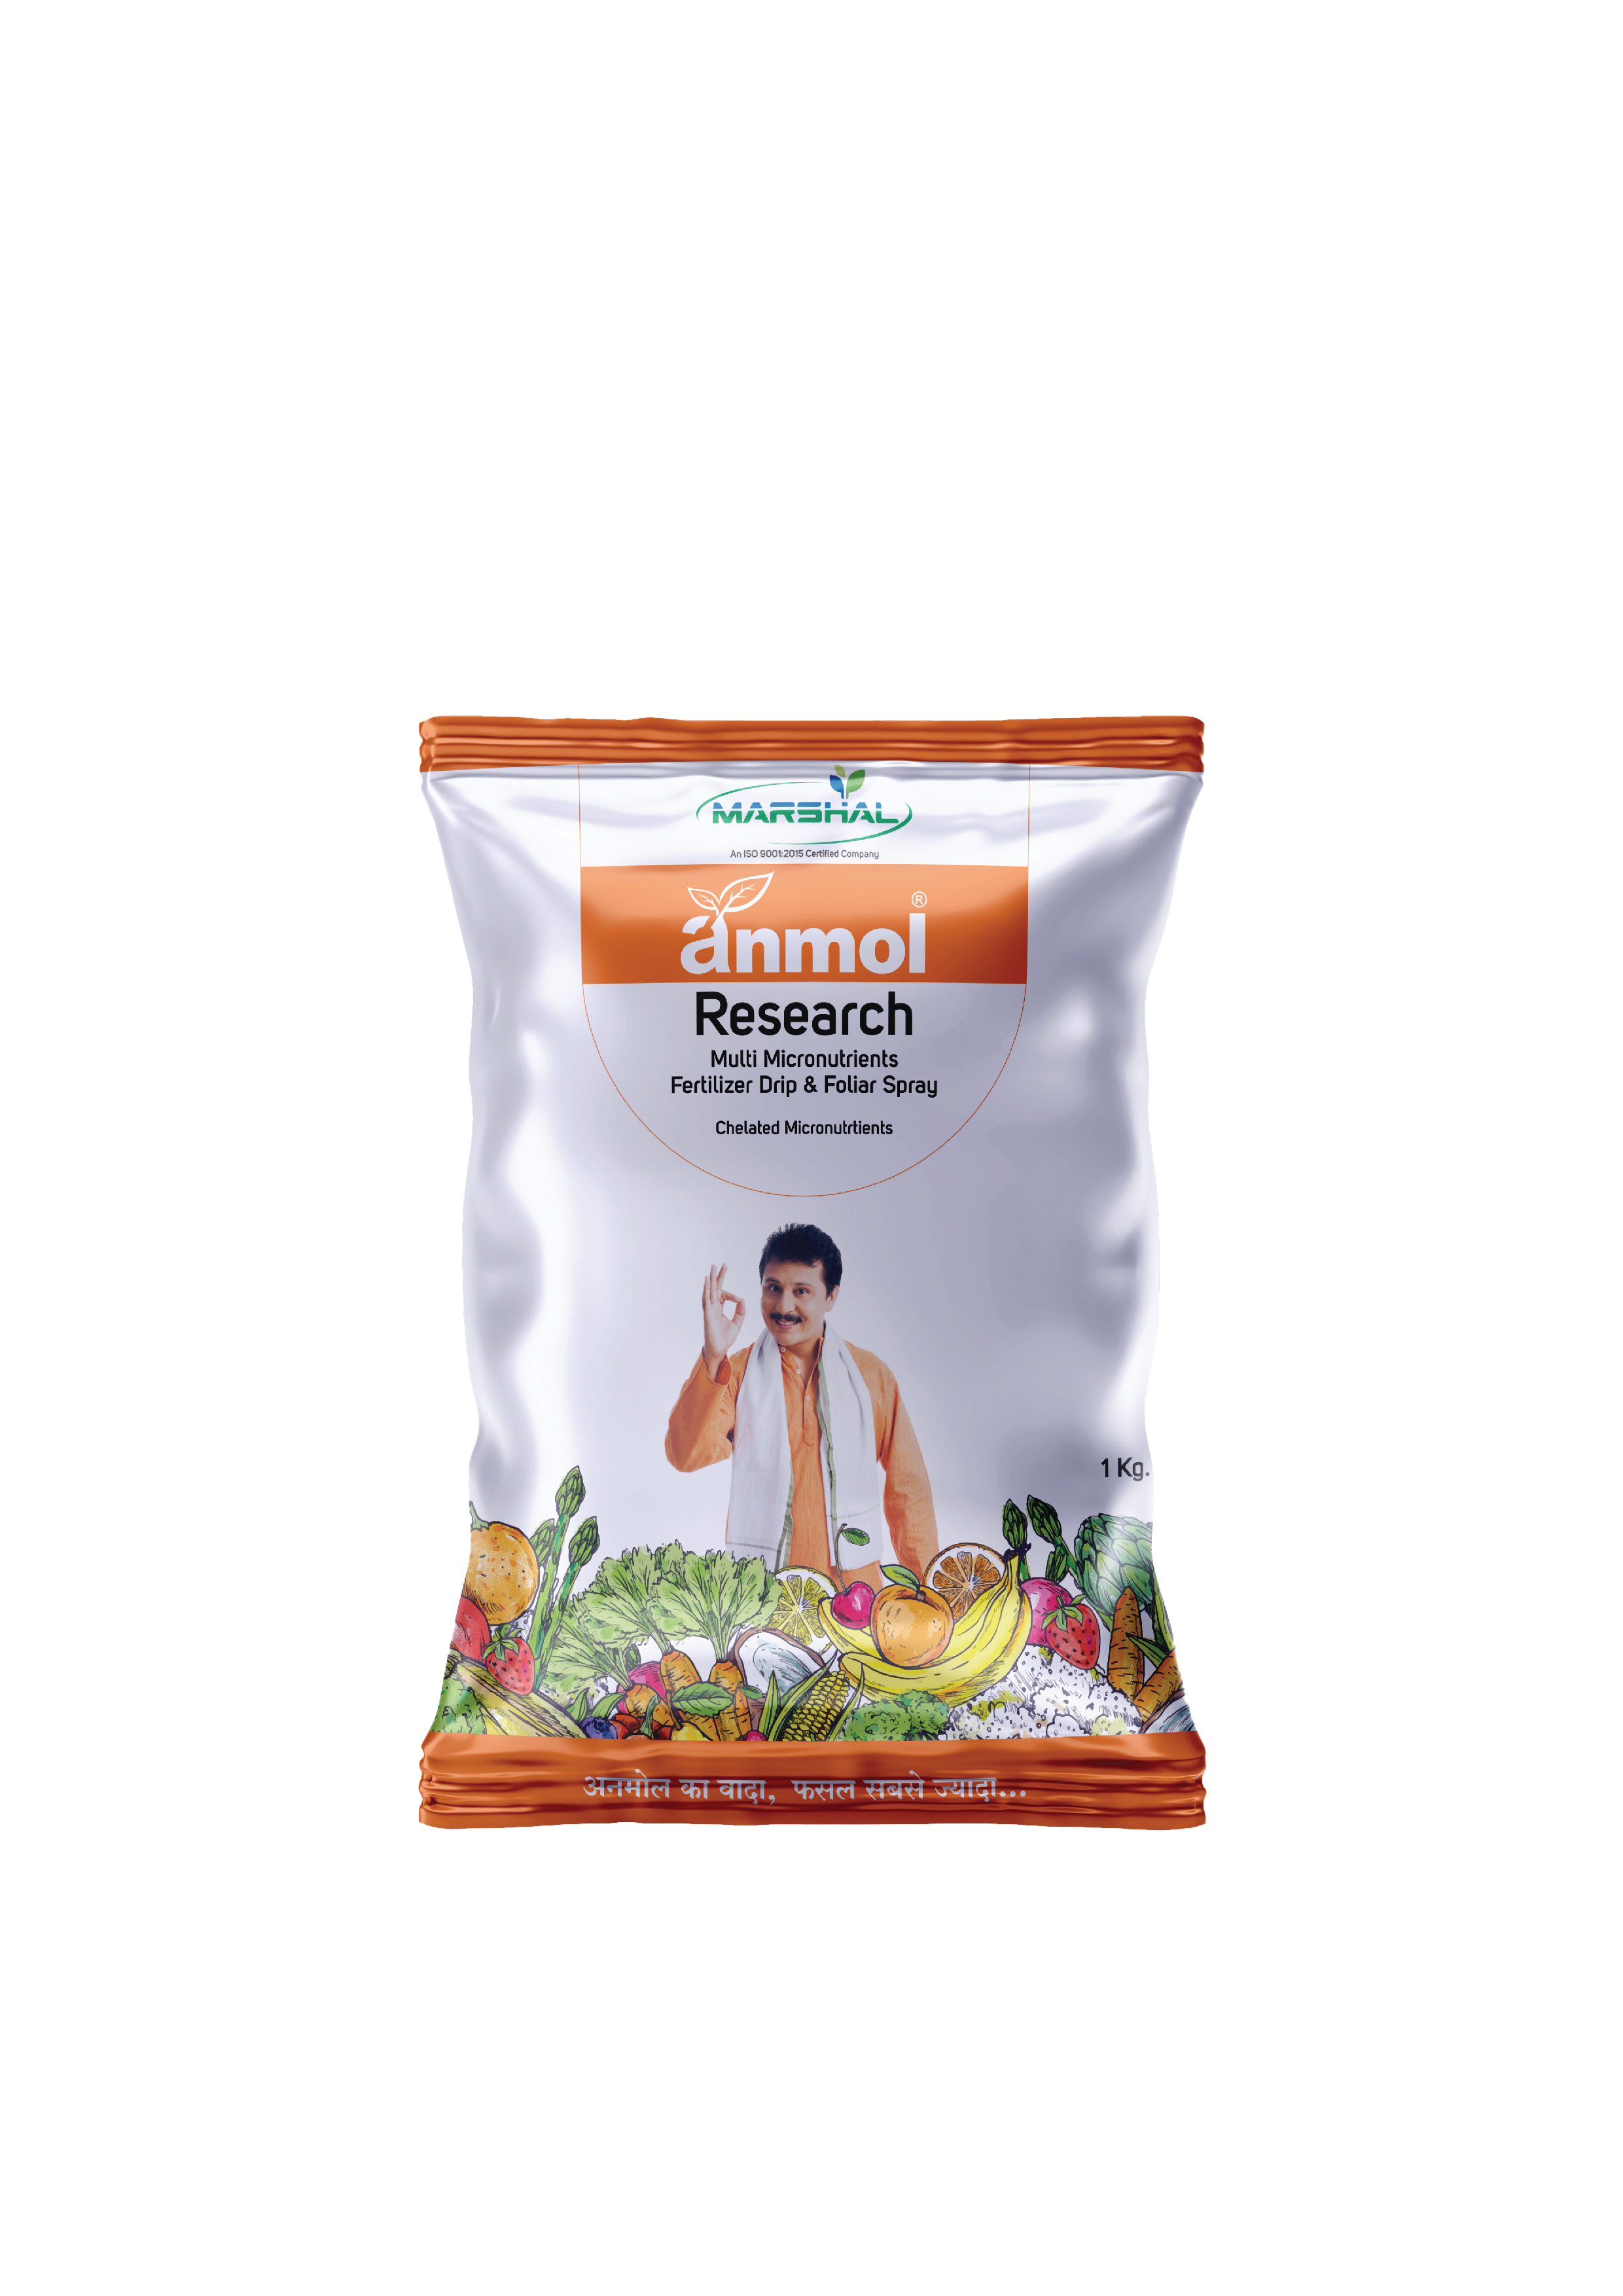 MARSHAL
An ISO 9001:2015 Certified Company
anmol®
Research
Multi Micronutrients
Fertilizer Drip & Foliar Spray
Chelated Micronutrtients
1 Kg.
अनमोल का वादा, फसल सबसे ज्यादा...